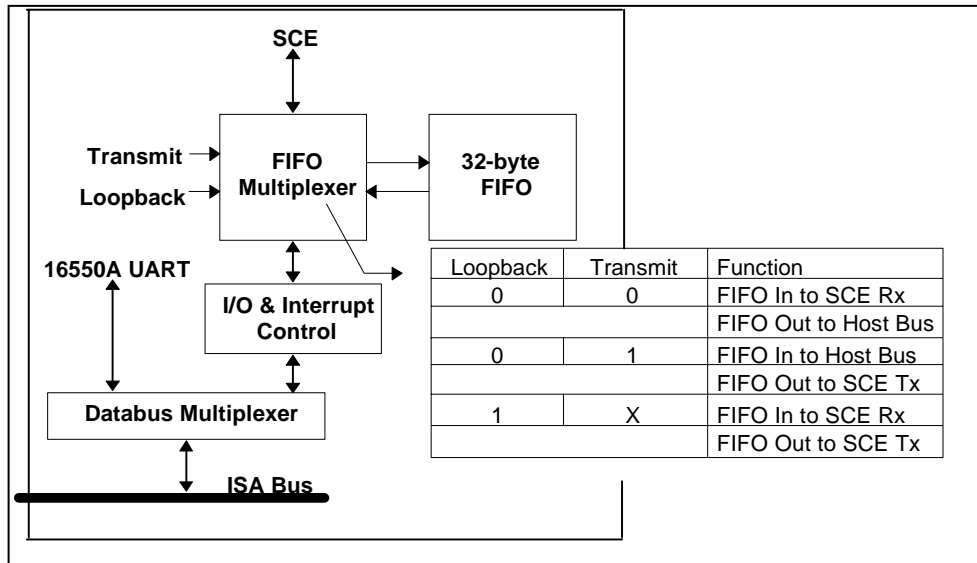 SCE
Transmit
Loopback
FIFO
Multiplexer
32-byte
FIFO
16550A UART
I/O & Interrupt
Control
Databus Multiplexer
ISA Bus
Loopback Transmit Function
0 0 FIFO In to SCE Rx
FIFO Out to Host Bus
0 1 FIFO In to Host Bus
FIFO Out to SCE Tx
1 X FIFO In to SCE Rx
FIFO Out to SCE Tx